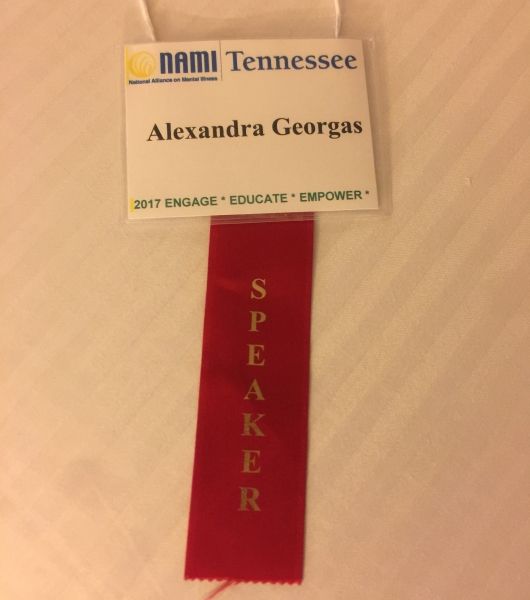 NAMI Tennessee
National Alliance on Mental Illness
Alexandra Georgas
2017 ENGAGE * EDUCATE * EMPOWER *
SPEAKER